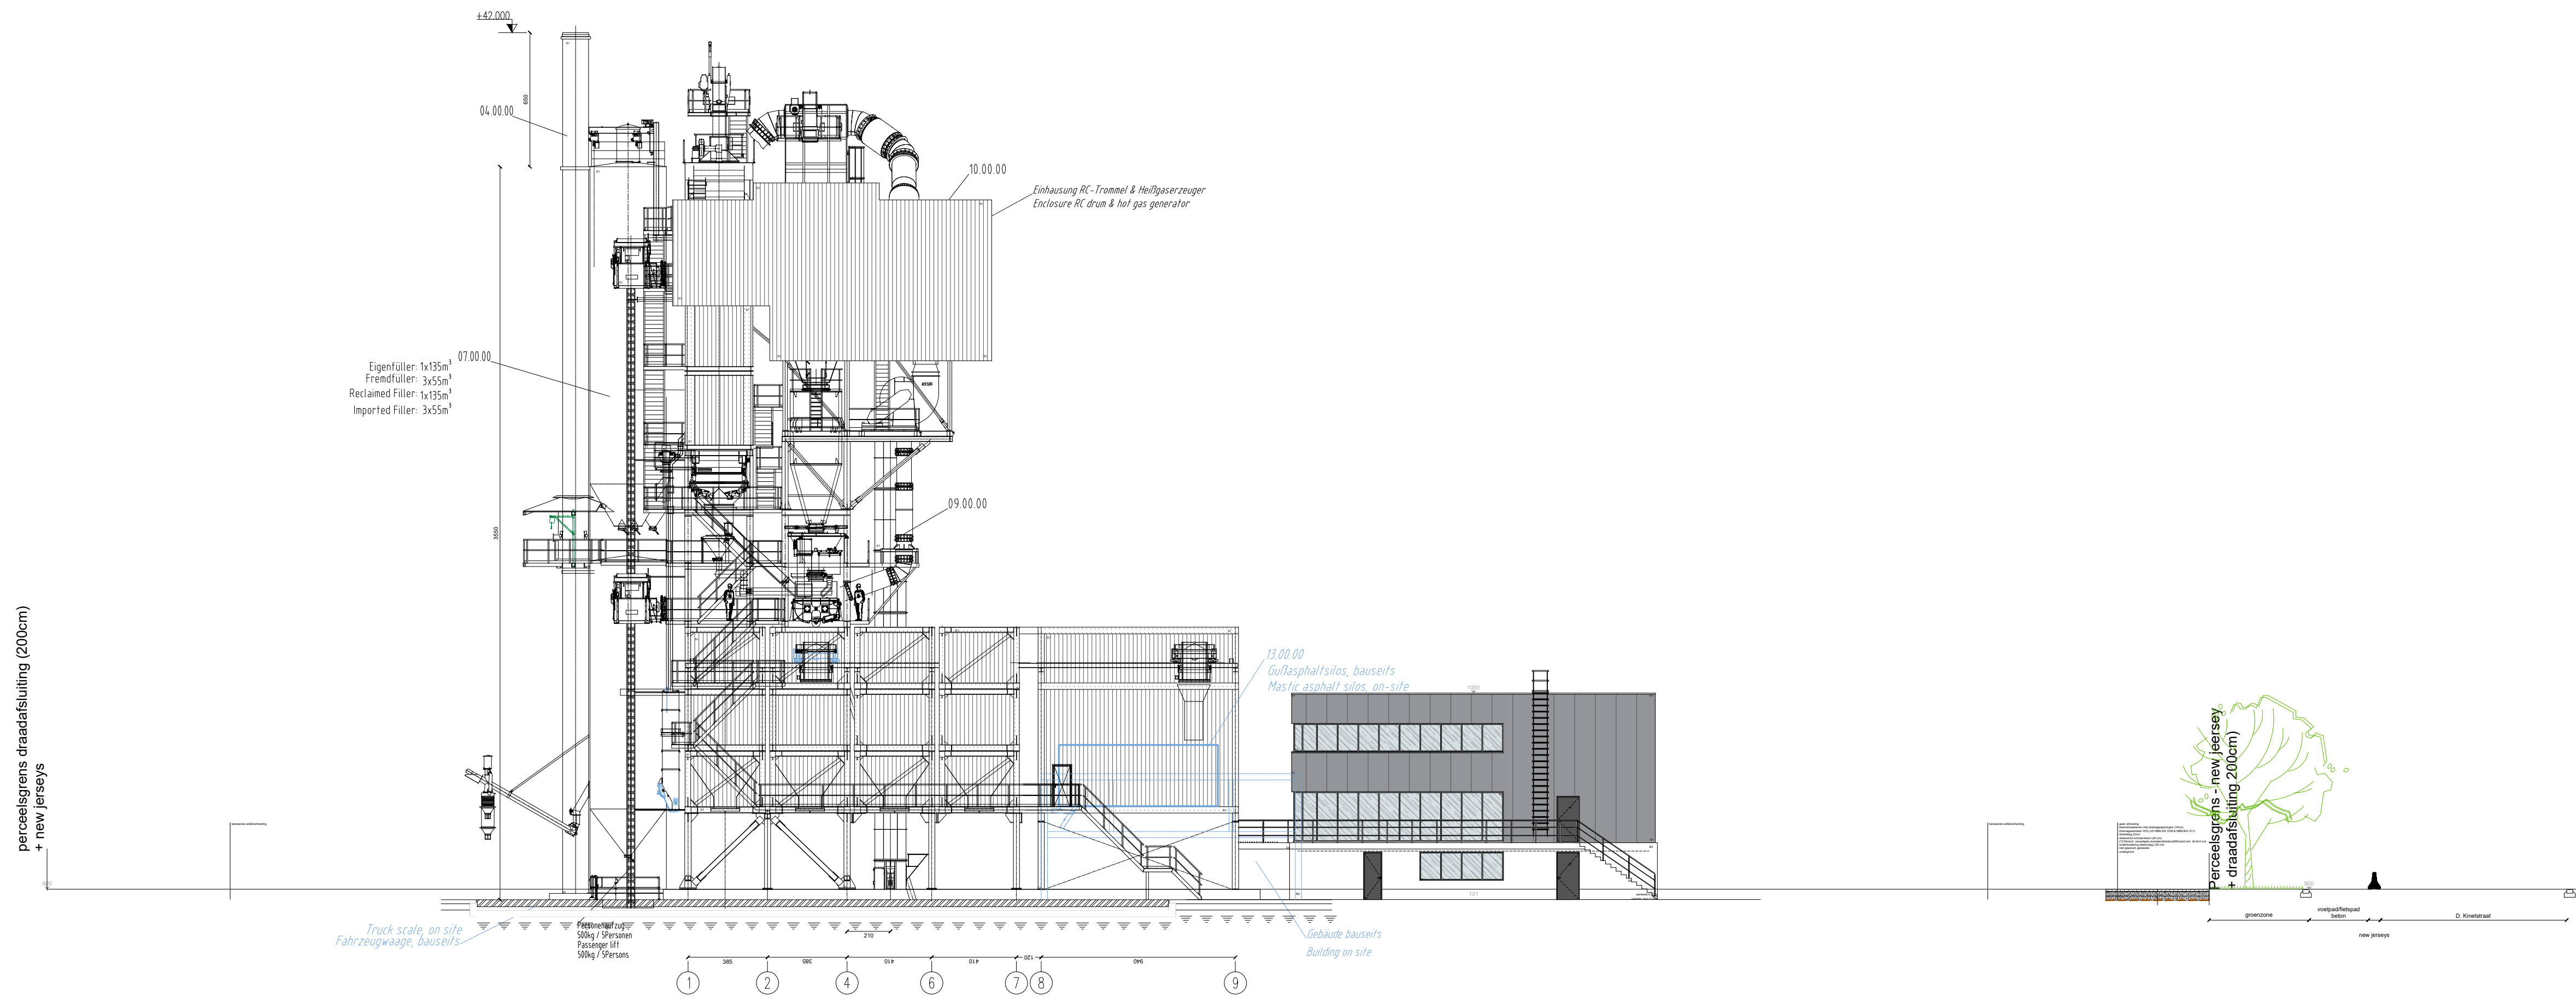 ±42.000
650
04.00.00
10.00.00
Einhausung RC-Trommel & Heißgaserzeuger
Enclosure RC drum & hot gas generator
07.00.00
Eigenfüller: 1x135m³
Fremdfüller: 3x55m³
Reclaimed Filler: 1x135m³
Imported Filler: 3x55m³
3550
09.00.00
perceelsgrens draadafsluiting (200cm)
+ new jerseys
13.00.00
Gußasphaltsilos, bauseits
Mastic asphalt silos, on-site
1000
Perceelsgrens - new jeersey
+ draadafsluiting 200cm)
900
101
900
Truck scale, on site
Fahrzeugwaage, bauseits
Personenaufzug
500kg / 5Personen
Passenger lift
500kg / 5Persons
210
Gebäude bauseits
Building on site
groenzone
voetpad/fietspad
beton
D. Kinetstraat
new jerseys
385
385
410
410
120
940
1
2
4
6
7
8
9